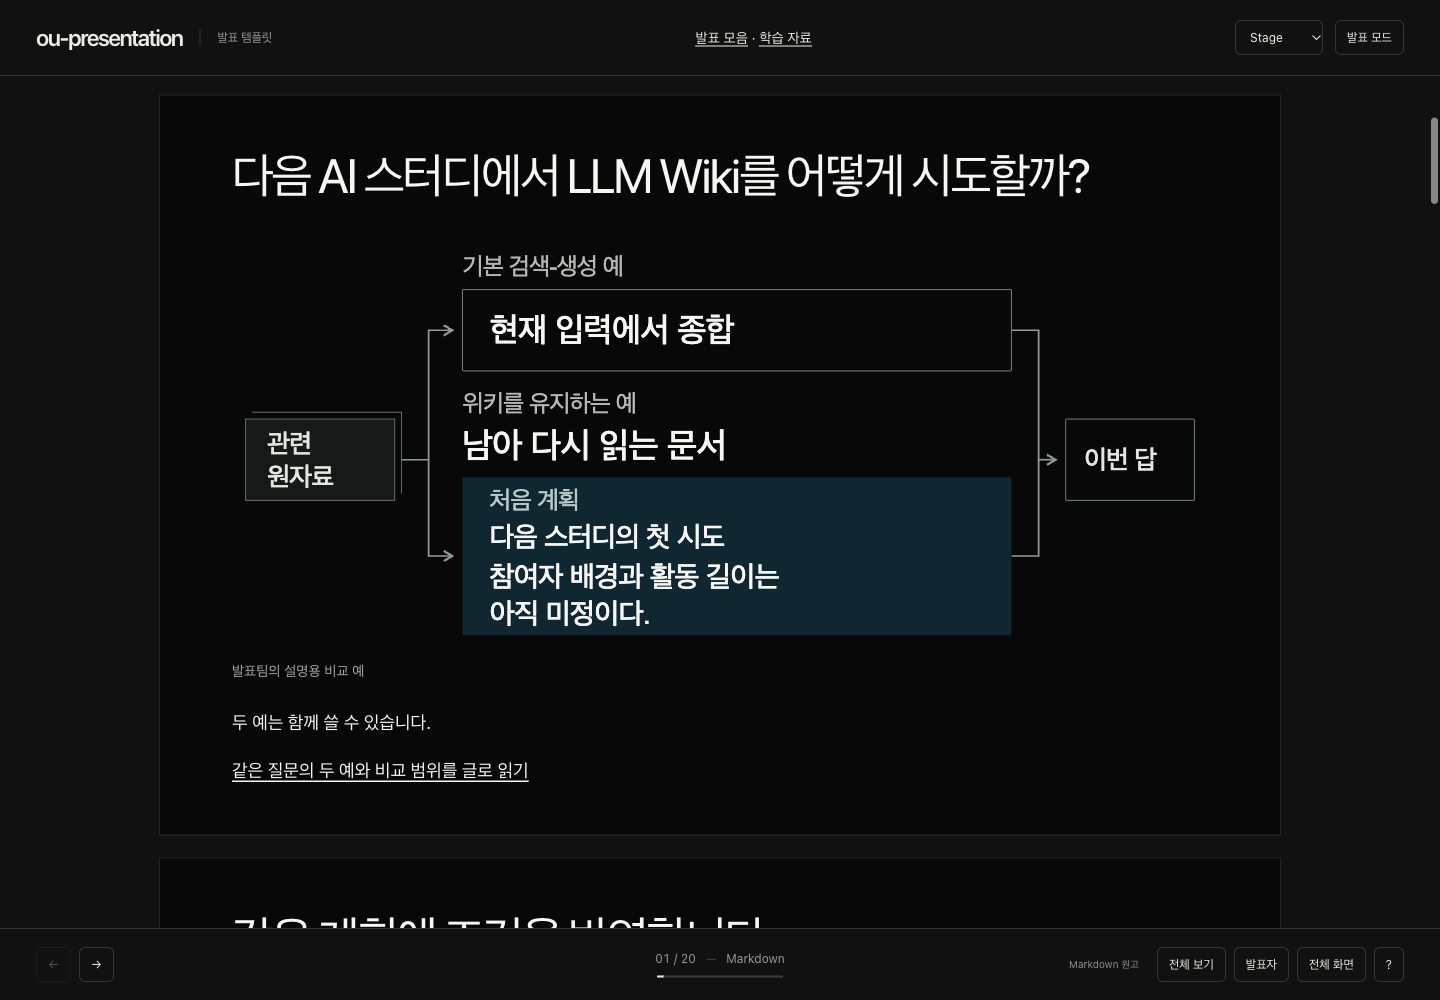 ou-presentation
발표 템플릿
발표 모음 · 학습 자료
Stage
발표 모드
다음 AI 스터디에서 LLM Wiki를 어떻게 시도할까?
기본 검색-생성 예
현재 입력에서 종합
위키를 유지하는 예
남아 다시 읽는 문서
관련
원자료
처음 계획
다음 스터디의 첫 시도
참여자 배경과 활동 길이는
아직 미정이다.
이번 답
발표팀의 설명용 비교 예
두 예는 함께 쓸 수 있습니다.
같은 질문의 두 예와 비교 범위를 글로 읽기
←
→
01 / 20 — Markdown
Markdown 원고
전체 보기
발표자
전체 화면
?